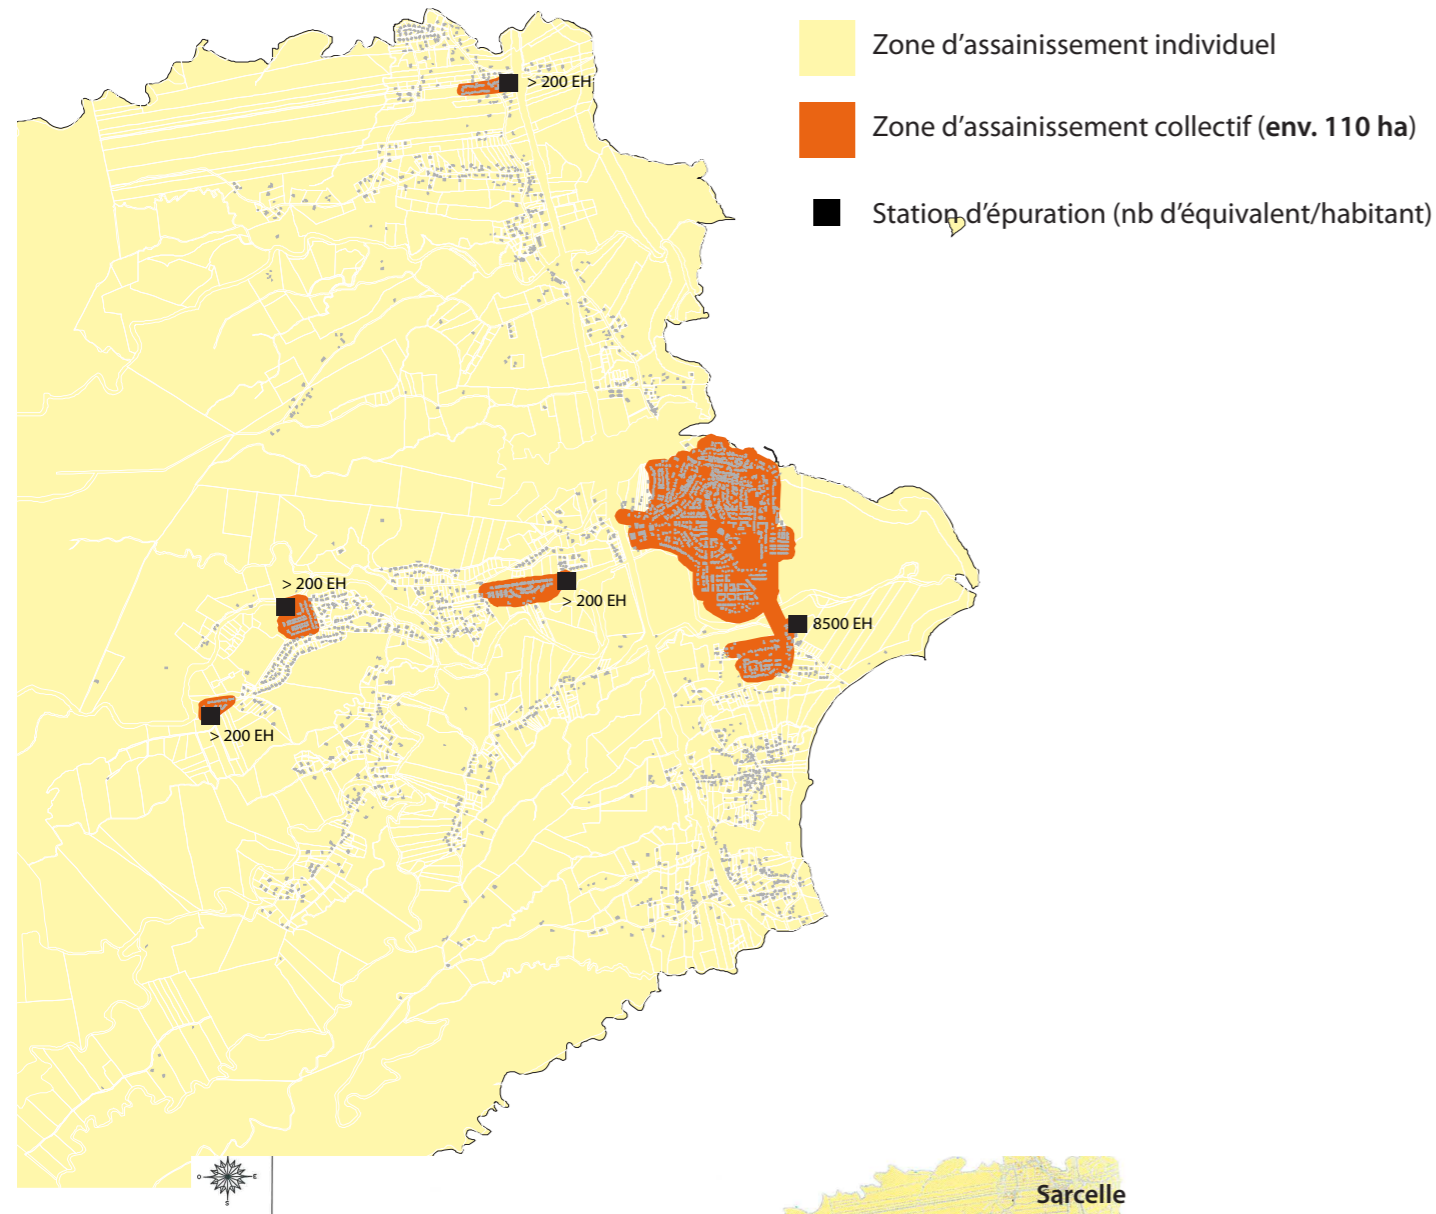 Zone d'assainissement individuel
> 200 EH
Zone d'assainissement collectif (env. 110 ha)
Station d'épuration (nb d'équivalent/habitant)
> 200 EH
> 200 EH
8500 EH
> 200 EH
O
E
S
Sarcelle